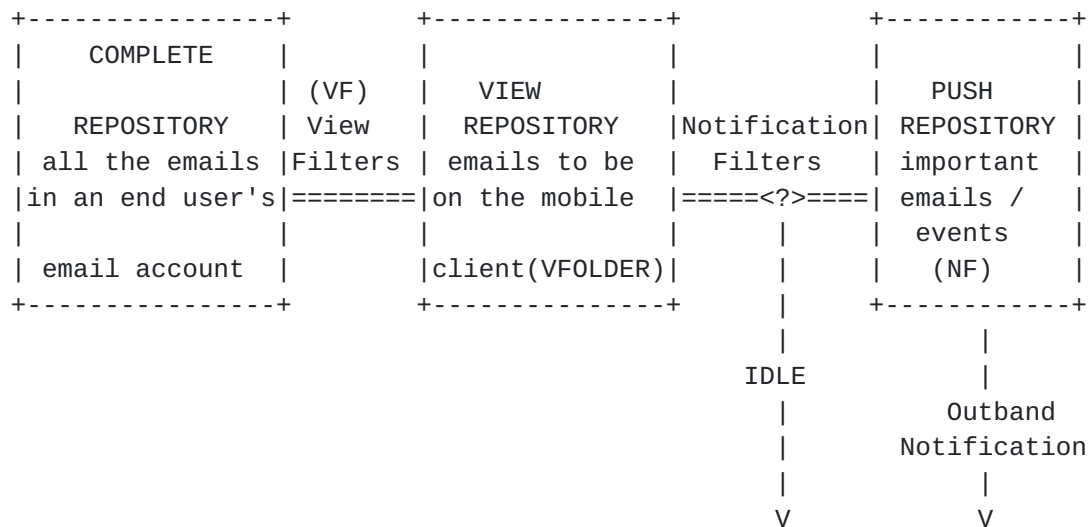 +----------------+        +---------------+            +------------+
|     COMPLETE    |        |               |            |            |
|                | (VF)   |   VIEW        |            |   PUSH     |
|   REPOSITORY   | View   |  REPOSITORY   |Notification| REPOSITORY |
| all the emails |Filters | emails to be  |  Filters   | important  |
|in an end user's|========|on the mobile  |=====<?>====| emails /   |
|                |        |               |      |     |  events    |
| email account  |        |client(VFOLDER)|      |     |   (NF)     |
+----------------+        +---------------+      |     +------------+
                                                 |            |
                                               IDLE           |
                                                 |         Outband
                                                 |      Notification
                                                 |            |
                                                 V            V